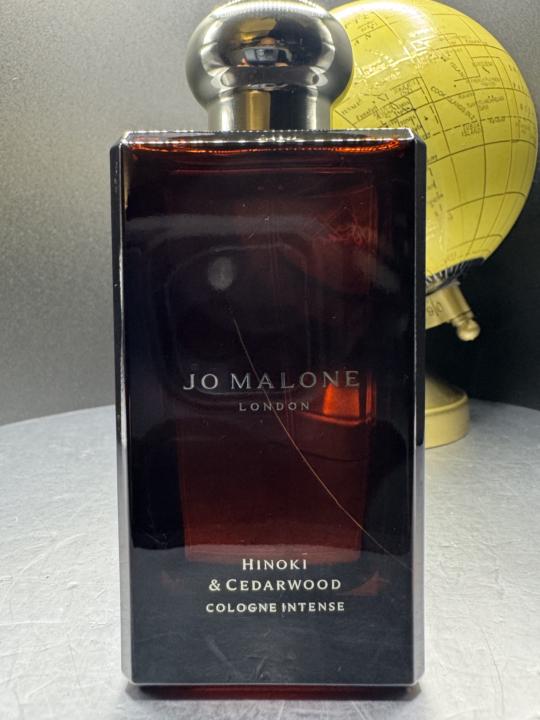 JO MALONE
LONDON
HINOKI
& CEDARWOOD
COLOGNE INTENSE